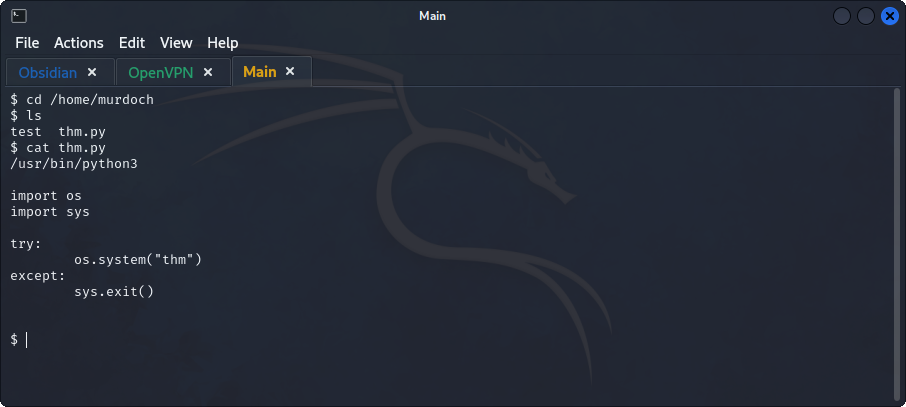 Main
File Actions Edit View Help
Obsidian × OpenVPN × Main ×
$ cd /home/murdoch
$ ls
test  thm.py
$ cat thm.py
/usr/bin/python3

import os
import sys

try:
        os.system("thm")
except:
        sys.exit()


$